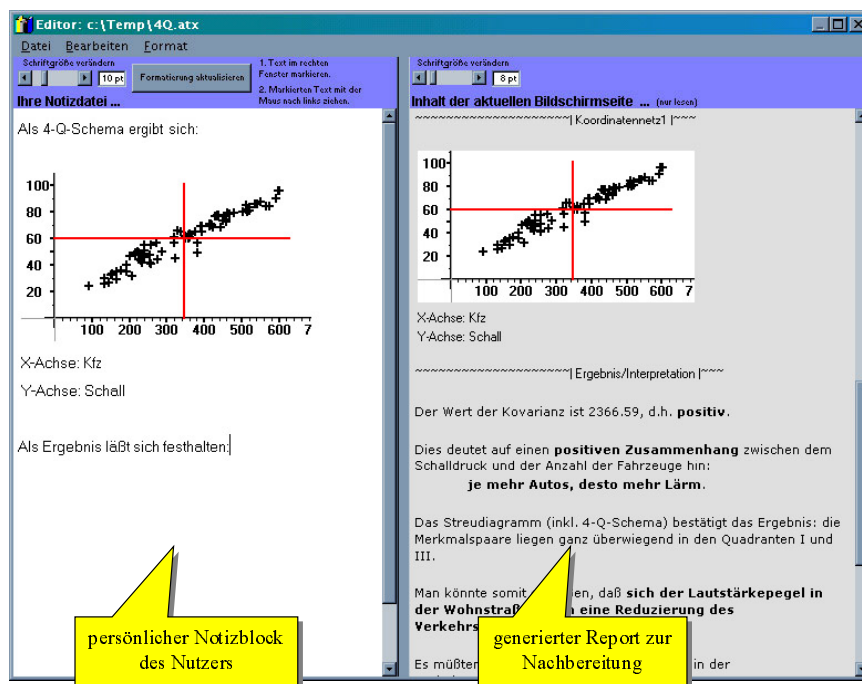 Editor: c:\Temp\4Q.atx
Datei Bearbeiten Format
Schriftgröße verändern
10 pt
Formatierung aktualisieren
1. Text im rechten
Fenster markieren.
2. Markierten Text mit der
Maus nach links ziehen.
Ihre Notizdatei ...
Als 4-Q-Schema ergibt sich:
100
80
60
40
20
100 200 300 400 500 600 7
X-Achse: Kfz
Y-Achse: Schall
Als Ergebnis läßt sich festhalten:
persönlicher Notizblock
des Nutzers
Schriftgröße verändern
8 pt
Inhalt der aktuellen Bildschirmseite ... (nur lesen)
~~~~~~~~~~~~~~~~~~~~| Koordinatennetz1 |~~~
100
80
60
40
20
100 200 300 400 500 600 7
X-Achse: Kfz
Y-Achse: Schall
~~~~~~~~~~~~~~~~~~~~| Ergebnis/Interpretation |~~~
Der Wert der Kovarianz ist 2366.59, d.h. positiv.
Dies deutet auf einen positiven Zusammenhang zwischen dem
Schalldruck und der Anzahl der Fahrzeuge hin:
je mehr Autos, desto mehr Lärm.
Das Streudiagramm (inkl. 4-Q-Schema) bestätigt das Ergebnis: die
Merkmalspaare liegen ganz überwiegend in den Quadranten I und
III.
Man könnte somit en, daß sich der Lautstärkepegel in
der Wohnstraß eine Reduzierung des
Verkehrs
Es müßten in der
generierter Report zur
Nachbereitung